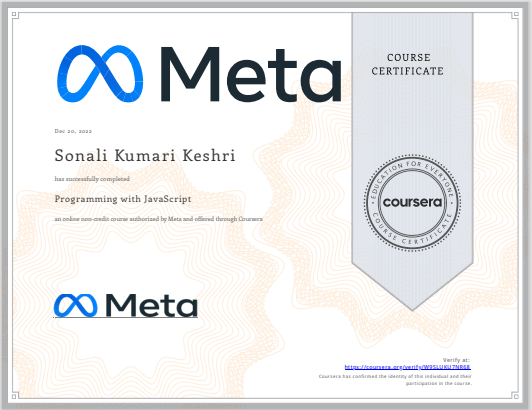 Meta
COURSE
CERTIFICATE
Dec 20, 2022
Sonali Kumari Keshri
has successfully completed
Programming with JavaScript
an online non-credit course authorized by Meta and offered through Coursera
EDUCATION FOR EVERYONE
coursera
COURSE CERTIFICATE
Meta
Verify at:
https://coursera.org/verify/W9SLUKU7NR68
Coursera has confirmed the identity of this individual and their
participation in the course.